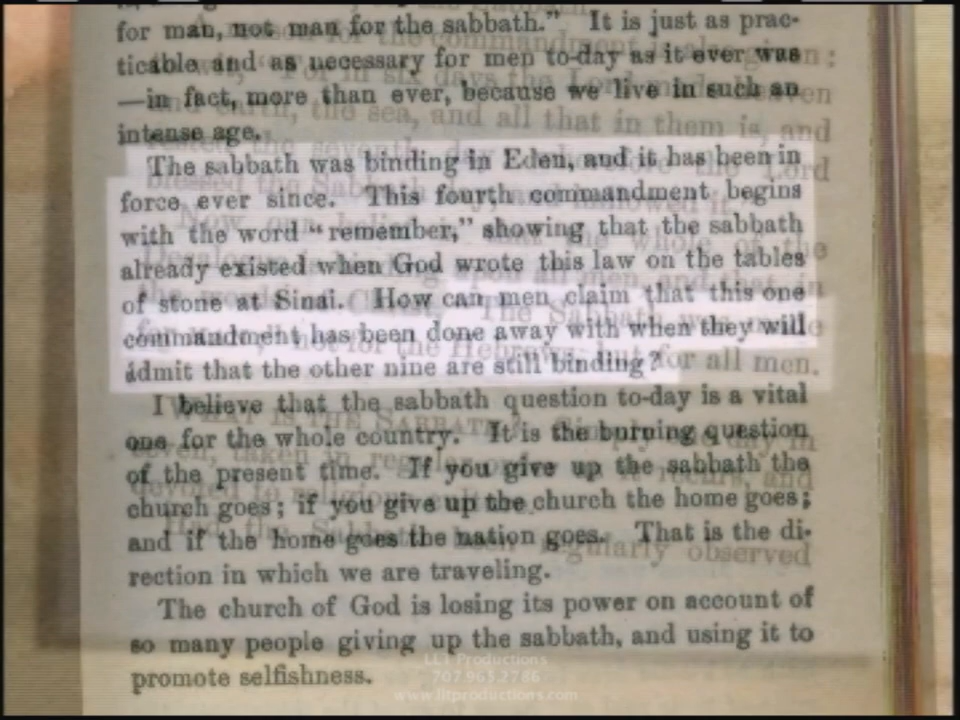 for man, not man for the sabbath." It is just as prac-
ticable and as necessary for men to-day as it ever was
—in fact, more than ever, because we live in such an
intense age.
The sabbath was binding in Eden, and it has been in
force ever since. This fourth commandment begins
with the word "remember," showing that the sabbath
already existed when God wrote this law on the tables
of stone at Sinai. How can men claim that this one
commandment has been done away with when they will
admit that the other nine are still binding?
I believe that the sabbath question to-day is a vital
one for the whole country. It is the burning question
of the present time. If you give up the sabbath the
church goes; if you give up the church the home goes;
and if the home goes the nation goes. That is the di-
rection in which we are traveling.
The church of God is losing its power on account of
so many people giving up the sabbath, and using it to
promote selfishness.
LLT Productions
707.965.2786
www.lltproductions.com